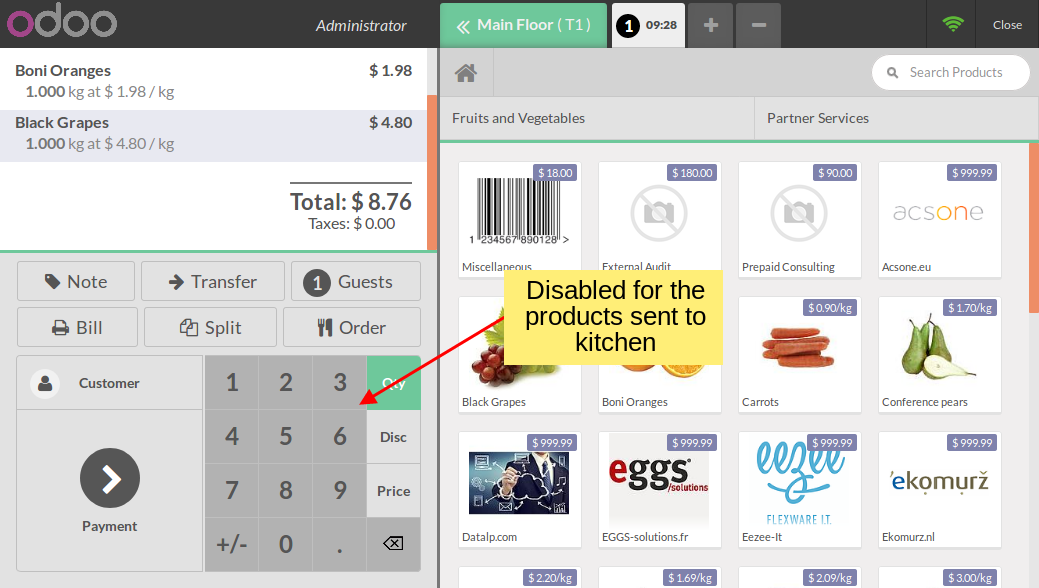 odoo
Administrator
Main Floor ( T1 )
1 09:28
+
−
Close
Boni Oranges $ 1.98
1.000 kg at $ 1.98 / kg
Black Grapes $ 4.80
1.000 kg at $ 4.80 / kg
Total: $ 8.76
Taxes: $ 0.00
Note
Transfer
1 Guests
Bill
Split
Order
Customer
Payment
1 2 3 Qty
4 5 6 Disc
7 8 9 Price
+/- 0 .
Search Products
Fruits and Vegetables
Partner Services
$ 18.00
1 234567 890128 >
Miscellaneous
$ 180.00
External Audit
$ 90.00
Prepaid Consulting
$ 999.99
acsone
Acsone.eu
Disabled for the
products sent to
kitchen
Black Grapes
Boni Oranges
$ 0.90/kg
Carrots
$ 1.70/kg
Conference pears
$ 999.99
Datalp.com
$ 999.99
eggs
/solutions
EGGS-solutions.fr
$ 999.99
eezee
FLEXWARE I.T.
Eezee-It
$ 999.99
'ekomurž
Ekomurz.nl
$ 2.20/kg
$ 1.69/kg
$ 2.09/kg
$ 3.00/kg